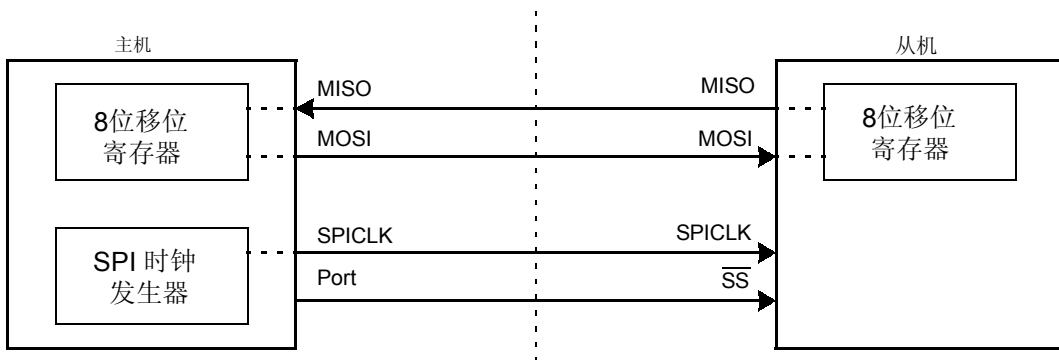 主机
从机
MISO
MISO
8位移位
寄存器
8位移位
寄存器
MOSI
MOSI
SPICLK
SPICLK
SPI 时钟
发生器
Port
SS